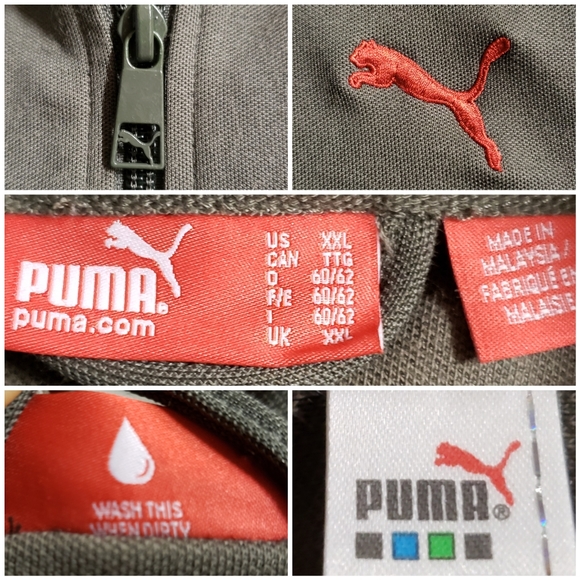 PUMA®
puma.com
US XXL
CAN TTG
D 60/62
F/E 60/62
I 60/62
UK XXL
MADE IN
MALAYSIA/
FABRIQUÉ EN
MALAISIE
WASH THIS
WHEN DIRTY
PUMA®